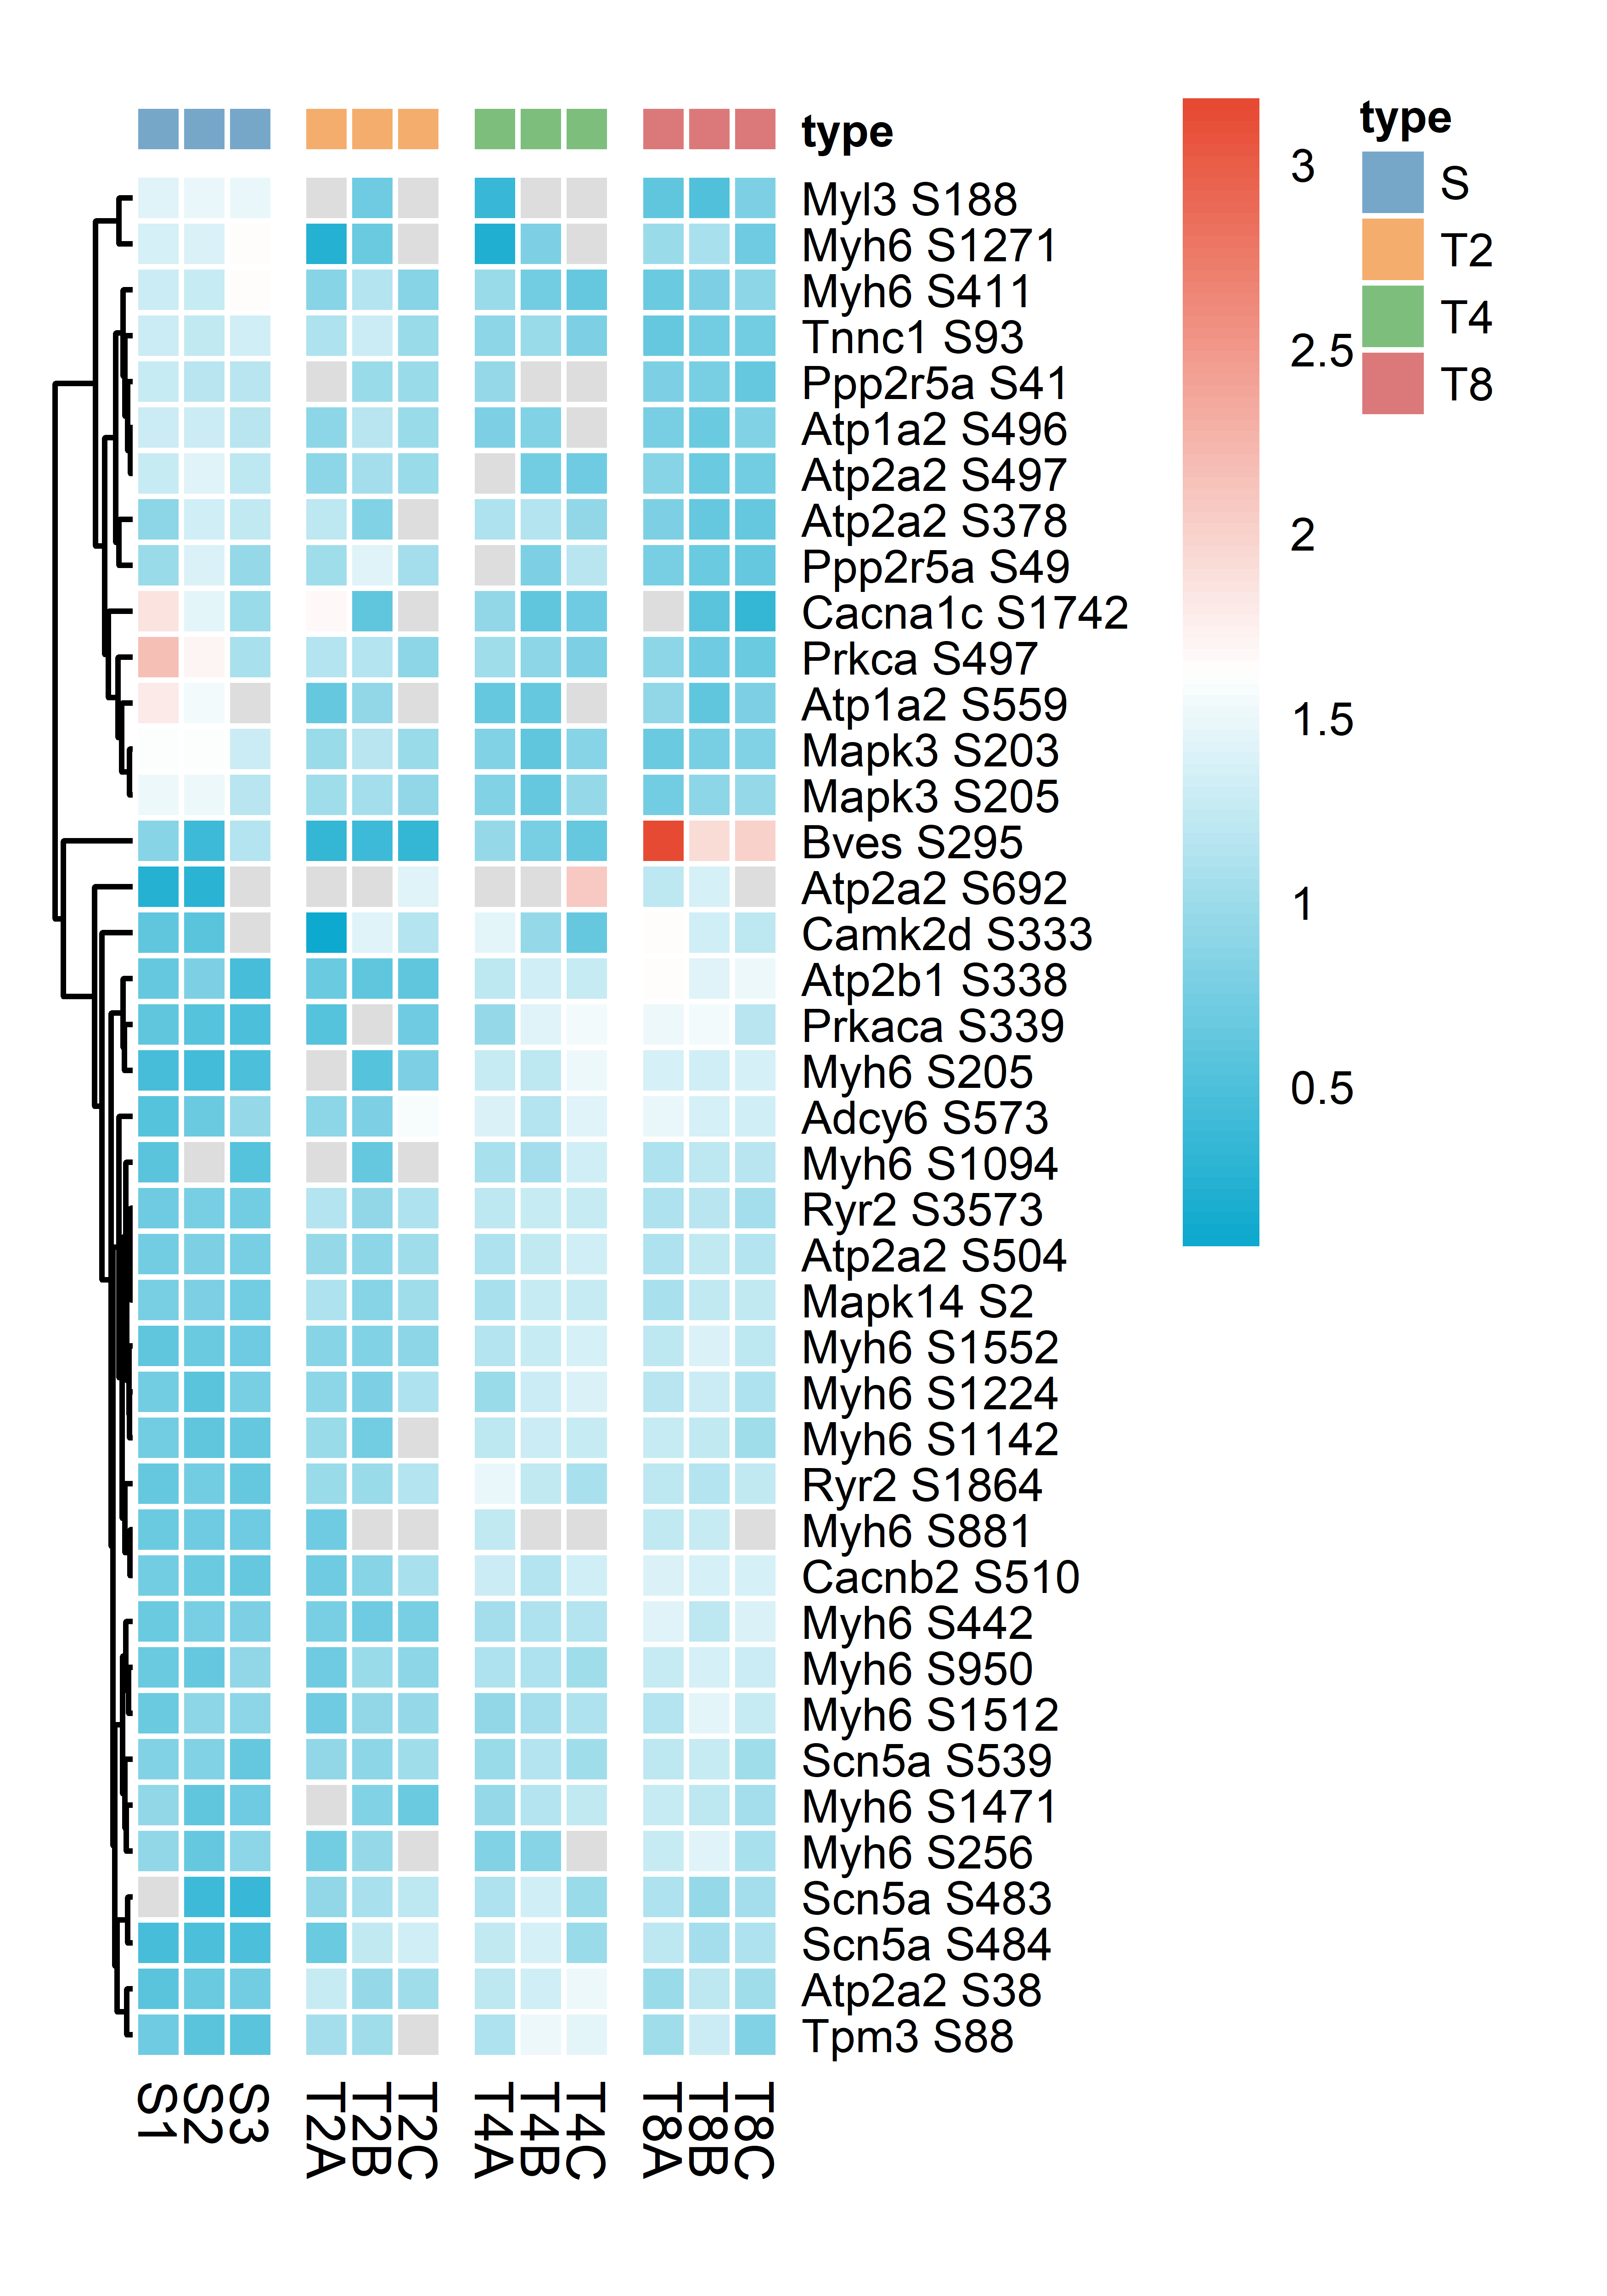 type
Myl3 S188
Myh6 S1271
Myh6 S411
Tnnc1 S93
Ppp2r5a S41
Atp1a2 S496
Atp2a2 S497
Atp2a2 S378
Ppp2r5a S49
Cacna1c S1742
Prkca S497
Atp1a2 S559
Mapk3 S203
Mapk3 S205
Bves S295
Atp2a2 S692
Camk2d S333
Atp2b1 S338
Prkaca S339
Myh6 S205
Adcy6 S573
Myh6 S1094
Ryr2 S3573
Atp2a2 S504
Mapk14 S2
Myh6 S1552
Myh6 S1224
Myh6 S1142
Ryr2 S1864
Myh6 S881
Cacnb2 S510
Myh6 S442
Myh6 S950
Myh6 S1512
Scn5a S539
Myh6 S1471
Myh6 S256
Scn5a S483
Scn5a S484
Atp2a2 S38
Tpm3 S88
S1
S2
S3
T2A
T2B
T2C
T4A
T4B
T4C
T8A
T8B
T8C
3
2.5
2
1.5
1
0.5
type
S
T2
T4
T8